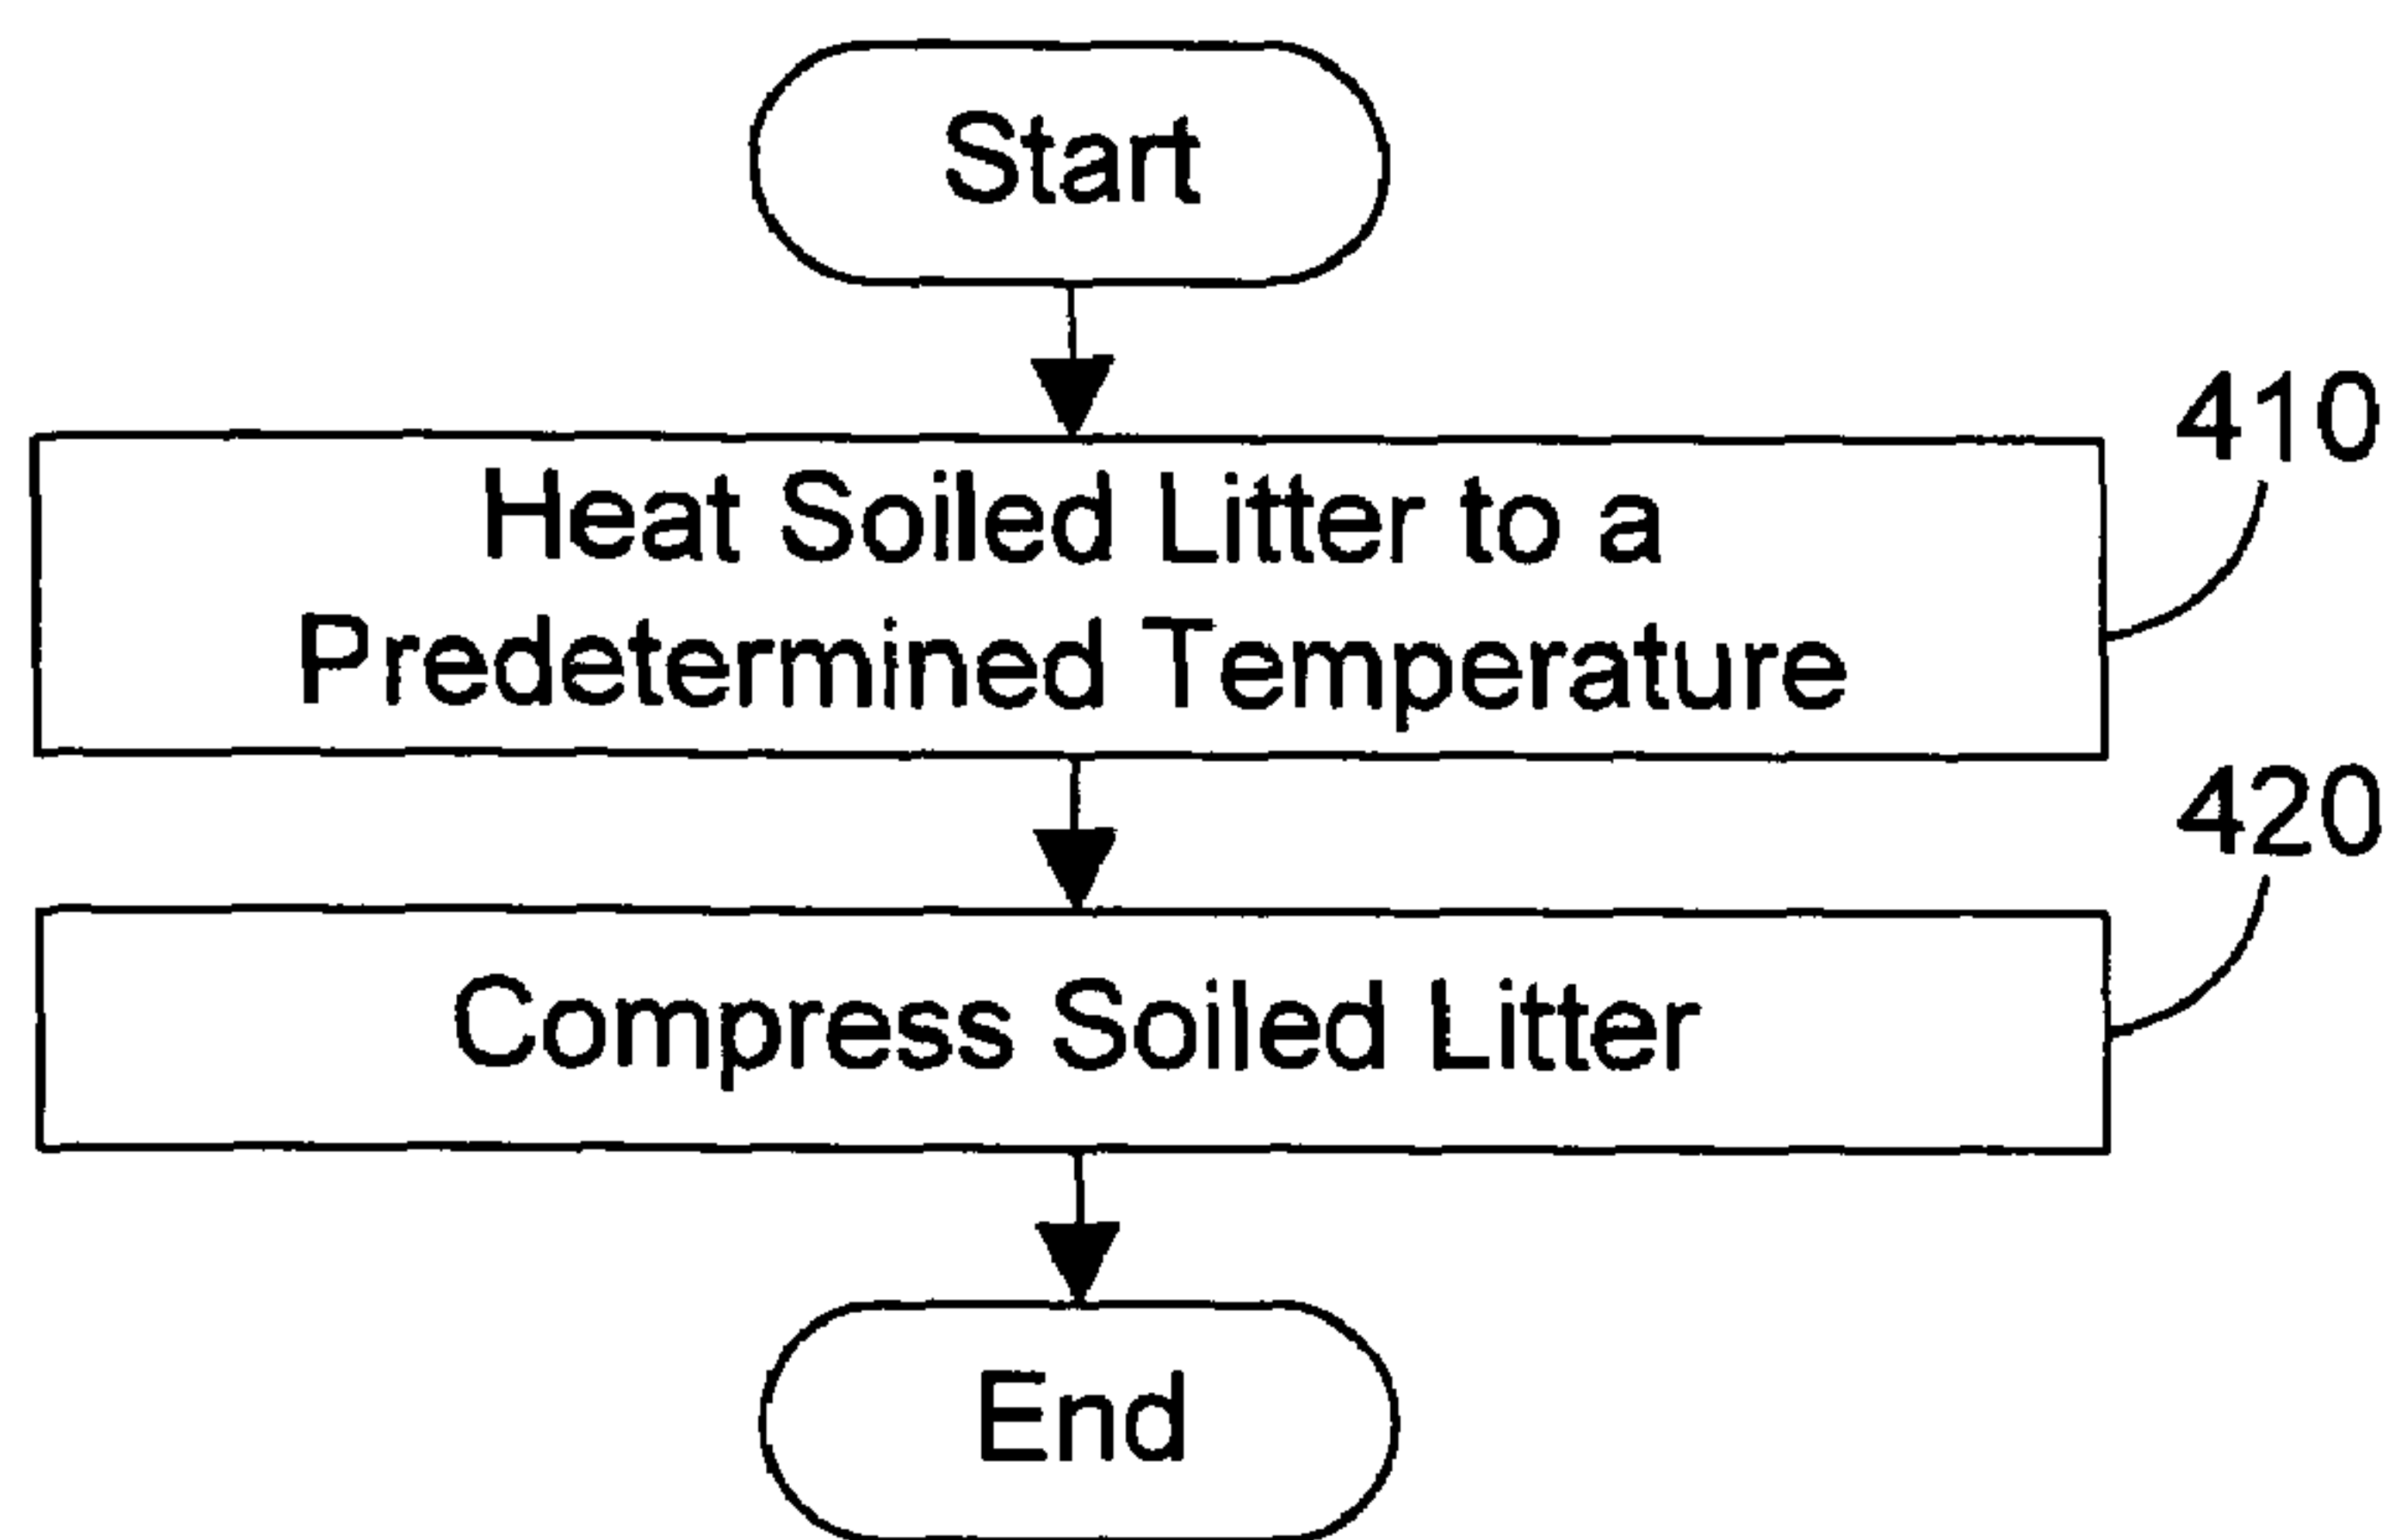 Start
410
Heat Soiled Litter to a
Predetermined Temperature
420
Compress Soiled Litter
End